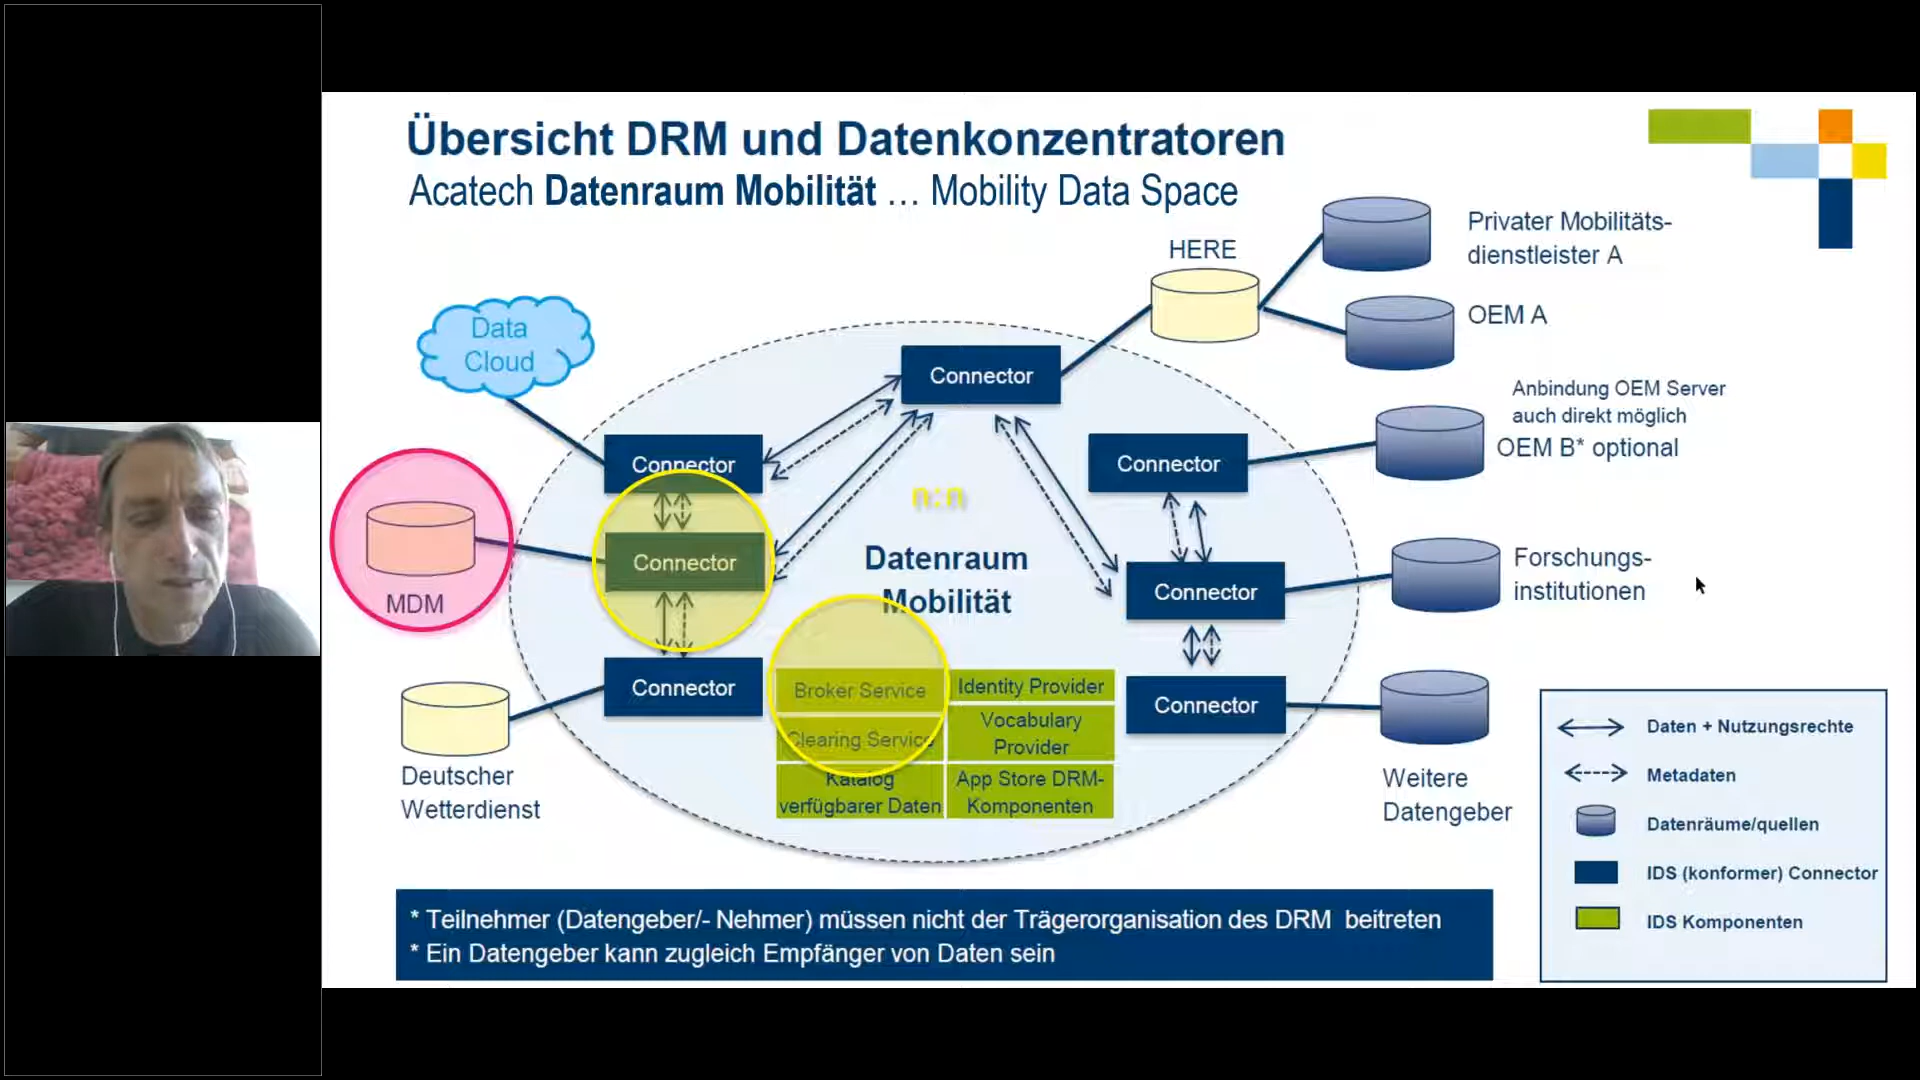 Übersicht DRM und Datenkonzentratoren
Acatech Datenraum Mobilität ... Mobility Data Space
HERE
Privater Mobilitäts-
dienstleister A
OEM A
Data
Cloud
Connector
Anbindung OEM Server
auch direkt möglich
OEM B* optional
Connector
Connector
n:n
Connector
MDM
Datenraum
Mobilität
Connector
Forschungs-
institutionen
Connector
Deutscher
Wetterdienst
Broker Service
Identity Provider
Clearing Service
Vocabulary
Provider
Katalog
verfügbarer Daten
App Store DRM-
Komponenten
Connector
Weitere
Datengeber
Daten + Nutzungsrechte
Metadaten
Datenräume/quellen
IDS (konformer) Connector
IDS Komponenten
* Teilnehmer (Datengeber/- Nehmer) müssen nicht der Trägerorganisation des DRM beitreten
* Ein Datengeber kann zugleich Empfänger von Daten sein